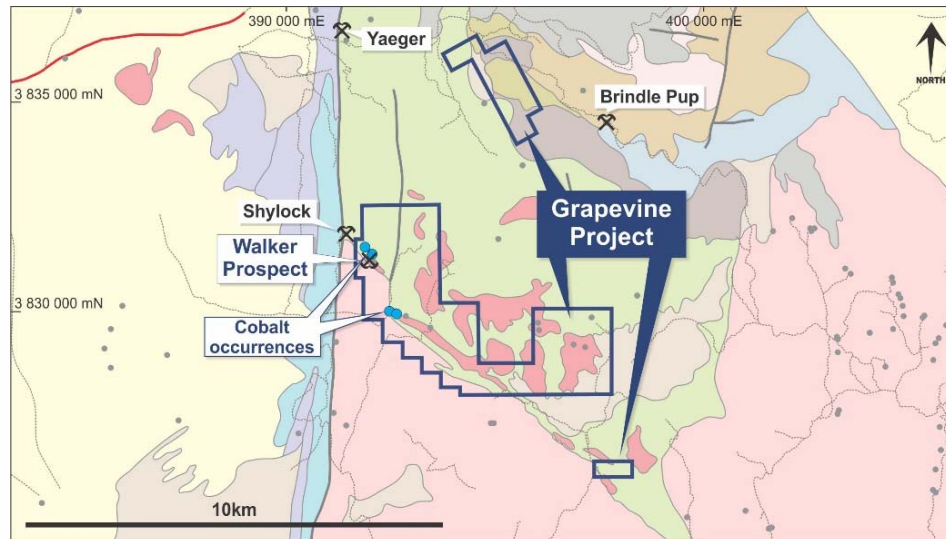 390 000 mE
400 000 mE
Yaeger
NORTH
3 835 000 mN
Brindle Pup
Shylock
Grapevine
Project
Walker
Prospect
3 830 000 mN
Cobalt
occurrences
10km